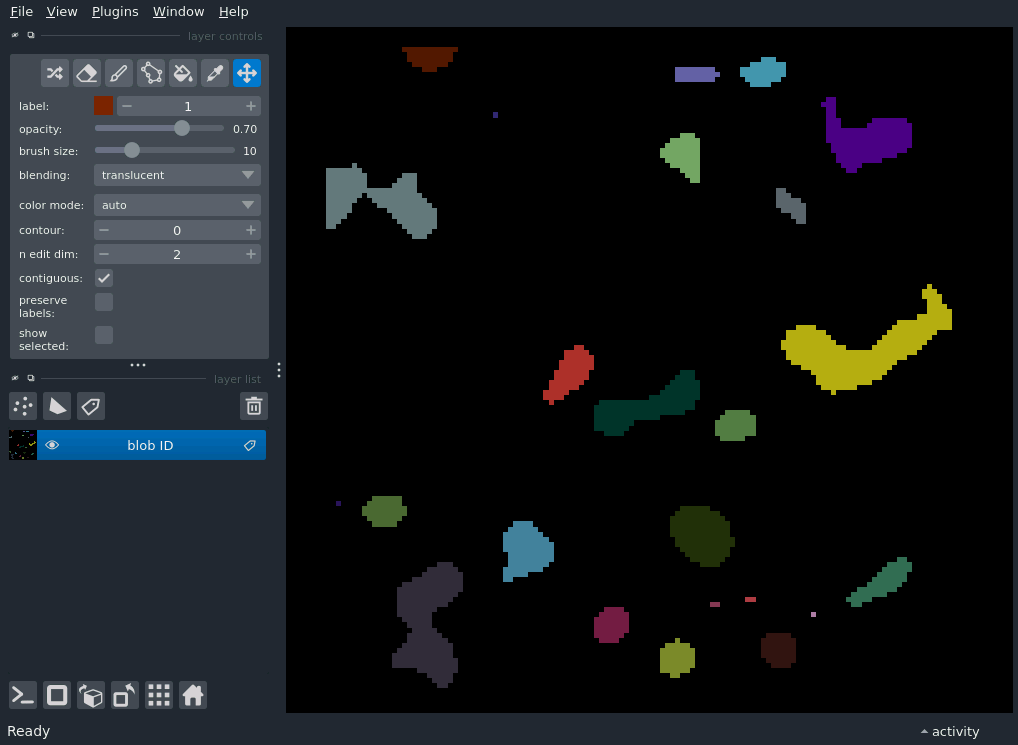 File View Plugins Window Help
layer controls
label: 1
opacity: 0.70
brush size: 10
blending: translucent
color mode: auto
contour: 0
n edit dim: 2
contiguous:
preserve
labels:
show
selected:
layer list
blob ID
Ready
activity